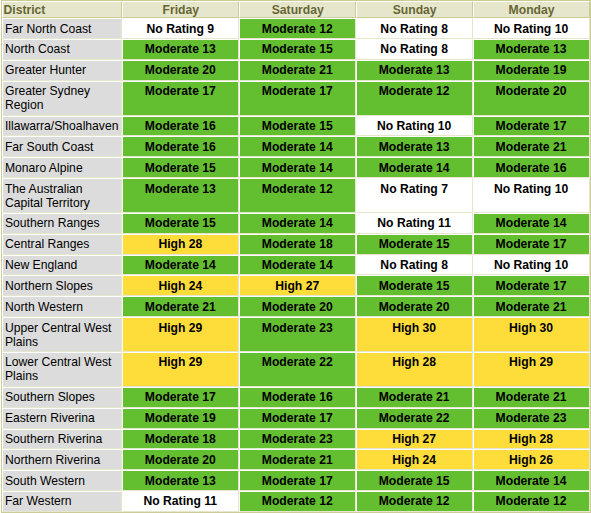 District Friday Saturday Sunday Monday
Far North Coast No Rating 9 Moderate 12 No Rating 8 No Rating 10
North Coast Moderate 13 Moderate 15 No Rating 8 Moderate 13
Greater Hunter Moderate 20 Moderate 21 Moderate 13 Moderate 19
Greater Sydney Moderate 17 Moderate 17 Moderate 12 Moderate 20
Region
Illawarra/Shoalhaven Moderate 16 Moderate 15 No Rating 10 Moderate 17
Far South Coast Moderate 16 Moderate 14 Moderate 13 Moderate 21
Monaro Alpine Moderate 15 Moderate 14 Moderate 14 Moderate 16
The Australian Moderate 13 Moderate 12 No Rating 7 No Rating 10
Capital Territory
Southern Ranges Moderate 15 Moderate 14 No Rating 11 Moderate 14
Central Ranges High 28 Moderate 18 Moderate 15 Moderate 17
New England Moderate 14 Moderate 14 No Rating 8 No Rating 10
Northern Slopes High 24 High 27 Moderate 15 Moderate 17
North Western Moderate 21 Moderate 20 Moderate 20 Moderate 21
Upper Central West High 29 Moderate 23 High 30 High 30
Plains
Lower Central West High 29 Moderate 22 High 28 High 29
Plains
Southern Slopes Moderate 17 Moderate 16 Moderate 21 Moderate 21
Eastern Riverina Moderate 19 Moderate 17 Moderate 22 Moderate 23
Southern Riverina Moderate 18 Moderate 23 High 27 High 28
Northern Riverina Moderate 20 Moderate 21 High 24 High 26
South Western Moderate 13 Moderate 17 Moderate 15 Moderate 14
Far Western No Rating 11 Moderate 12 Moderate 12 Moderate 12